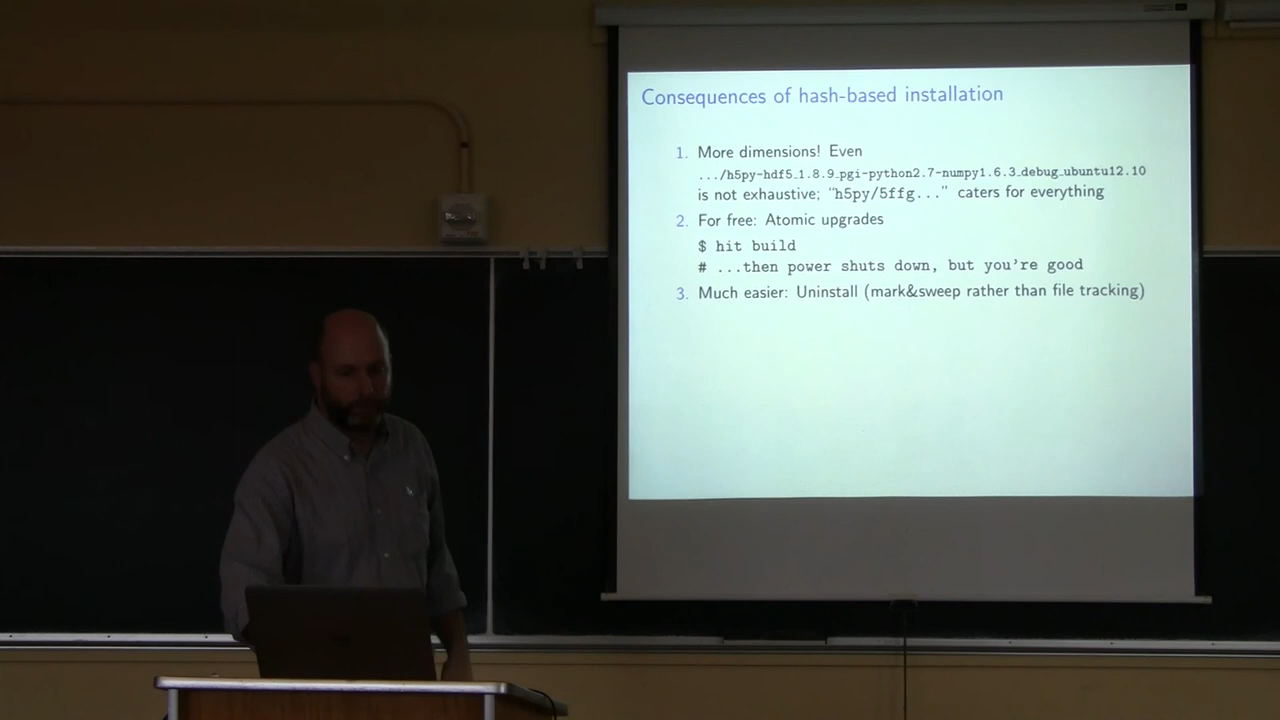 Consequences of hash-based installation
1. More dimensions! Even
.../h5py-hdf5_1.8.9_pgi-python2.7-numpy1.6.3_debug_ubuntu12.10
is not exhaustive; “h5py/5ffg...” caters for everything
2. For free: Atomic upgrades
$ hit build
# ...then power shuts down, but you're good
3. Much easier: Uninstall (mark&sweep rather than file tracking)